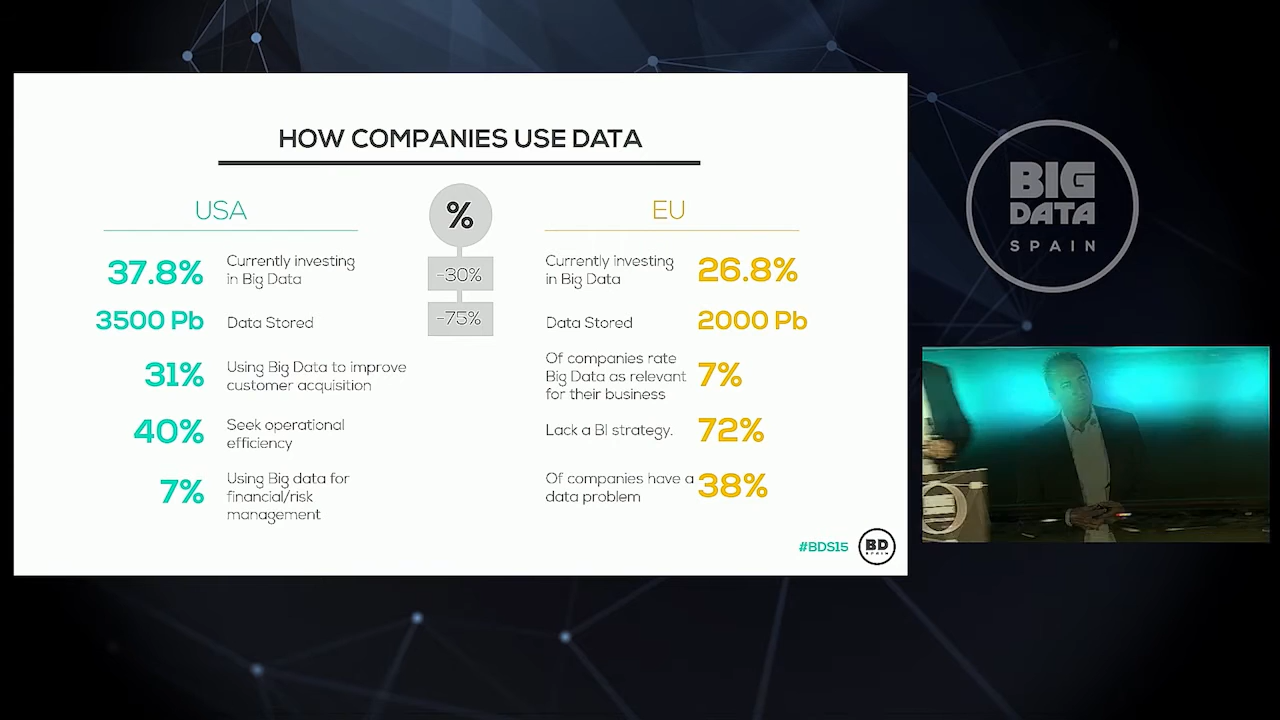 HOW COMPANIES USE DATA
USA
%
EU
37.8%
Currently investing
in Big Data
-30%
Currently investing
in Big Data
26.8%
3500 Pb
Data Stored
-75%
Data Stored
2000 Pb
31%
Using Big Data to improve
customer acquisition
Of companies rate
Big Data as relevant
for their business
7%
40%
Seek operational
efficiency
Lack a BI strategy.
72%
7%
Using Big data for
financial/risk
management
Of companies have a
data problem
38%
#BDS15
BD
SPAIN
BIG
DATA
SPAIN